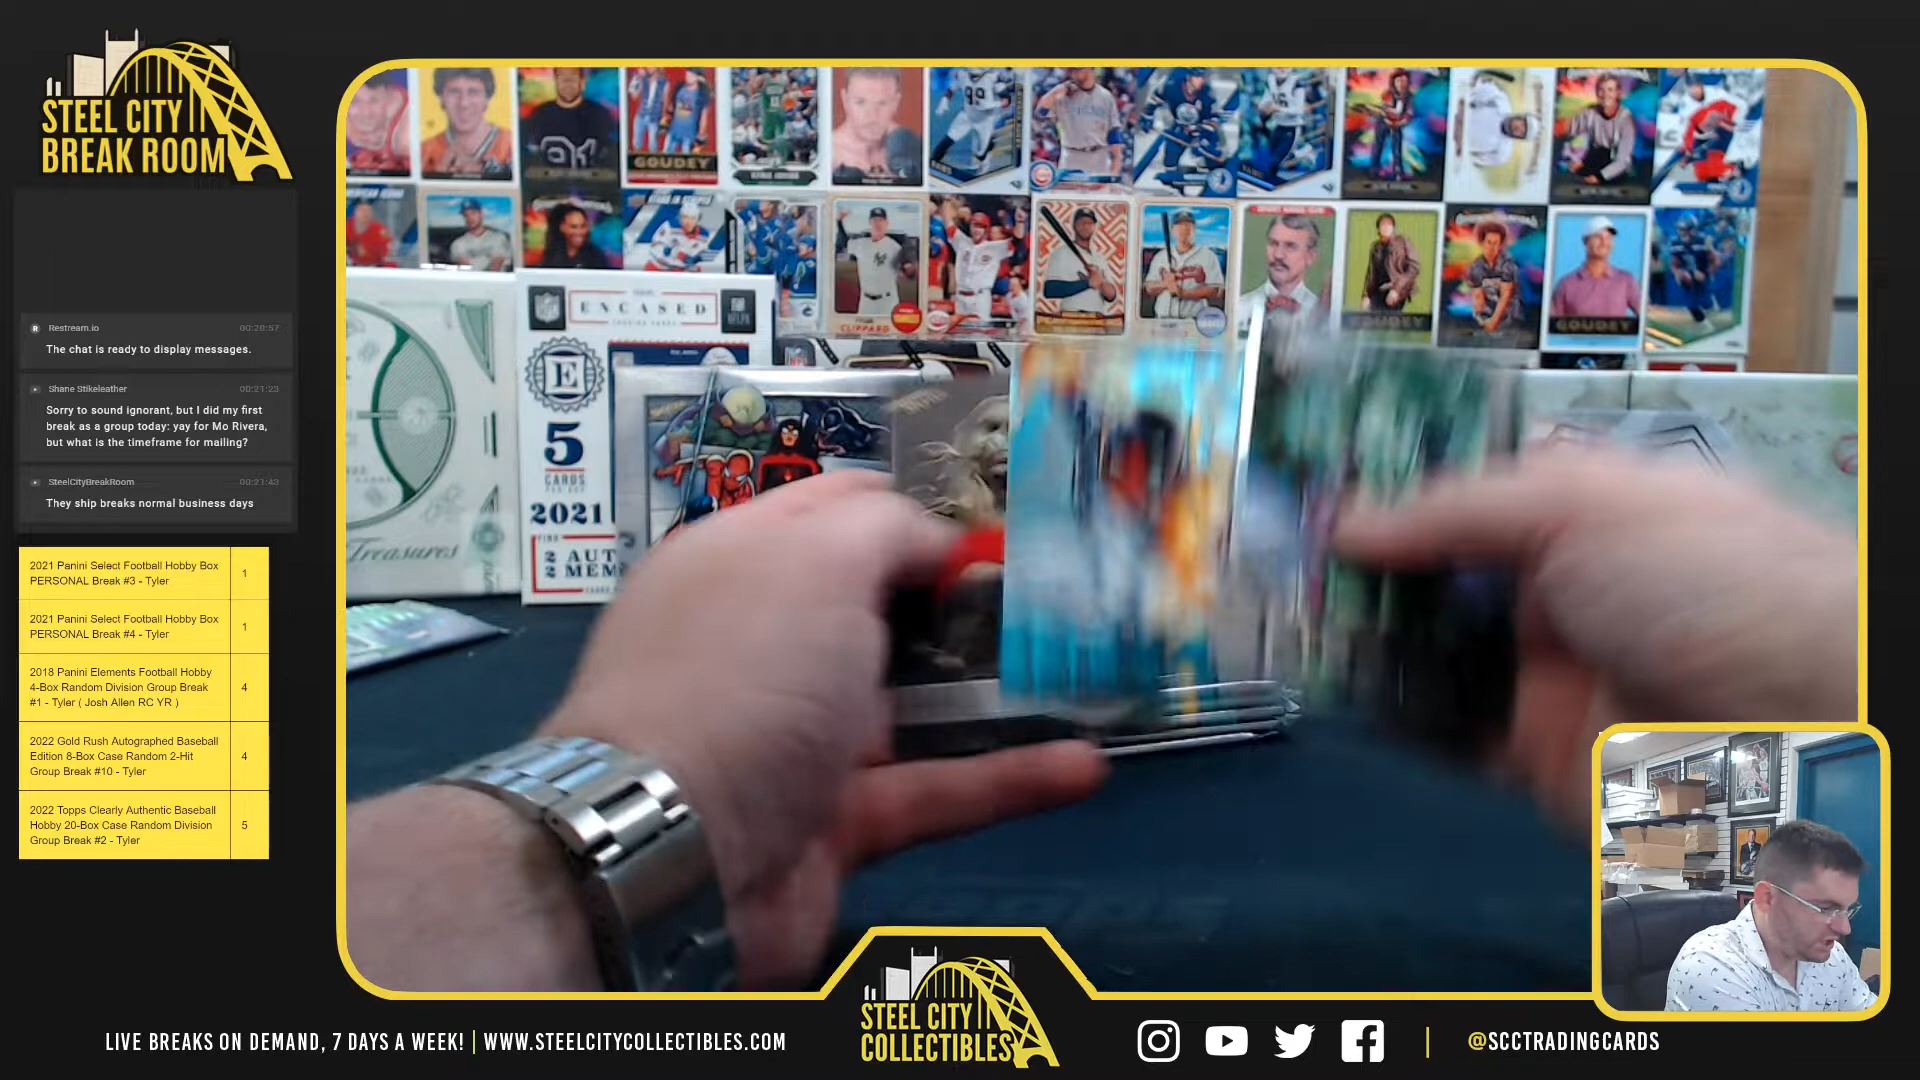 STEEL CITY
BREAK ROOM
Restream.io 00:20:57
The chat is ready to display messages.
Shane Stikeleather 00:21:23
Sorry to sound ignorant, but I did my first
break as a group today: yay for Mo Rivera,
but what is the timeframe for mailing?
SteelCityBreakRoom 00:21:43
They ship breaks normal business days
2021 Panini Select Football Hobby Box
PERSONAL Break #3 - Tyler
1
2021 Panini Select Football Hobby Box
PERSONAL Break #4 - Tyler
1
2018 Panini Elements Football Hobby
4-Box Random Division Group Break
#1 - Tyler ( Josh Allen RC YR )
4
2022 Gold Rush Autographed Baseball
Edition 8-Box Case Random 2-Hit
Group Break #10 - Tyler
4
2022 Topps Clearly Authentic Baseball
Hobby 20-Box Case Random Division
Group Break #2 - Tyler
5
GOUDEY
CLIPPARD
GOUDEY
ENCASED
E
5
CARDS
2021
FIND
2 AUT
2 MEM
Treasures
STEEL CITY
COLLECTIBLES
LIVE BREAKS ON DEMAND, 7 DAYS A WEEK! | WWW.STEELCITYCOLLECTIBLES.COM
@SCCTRADINGCARDS